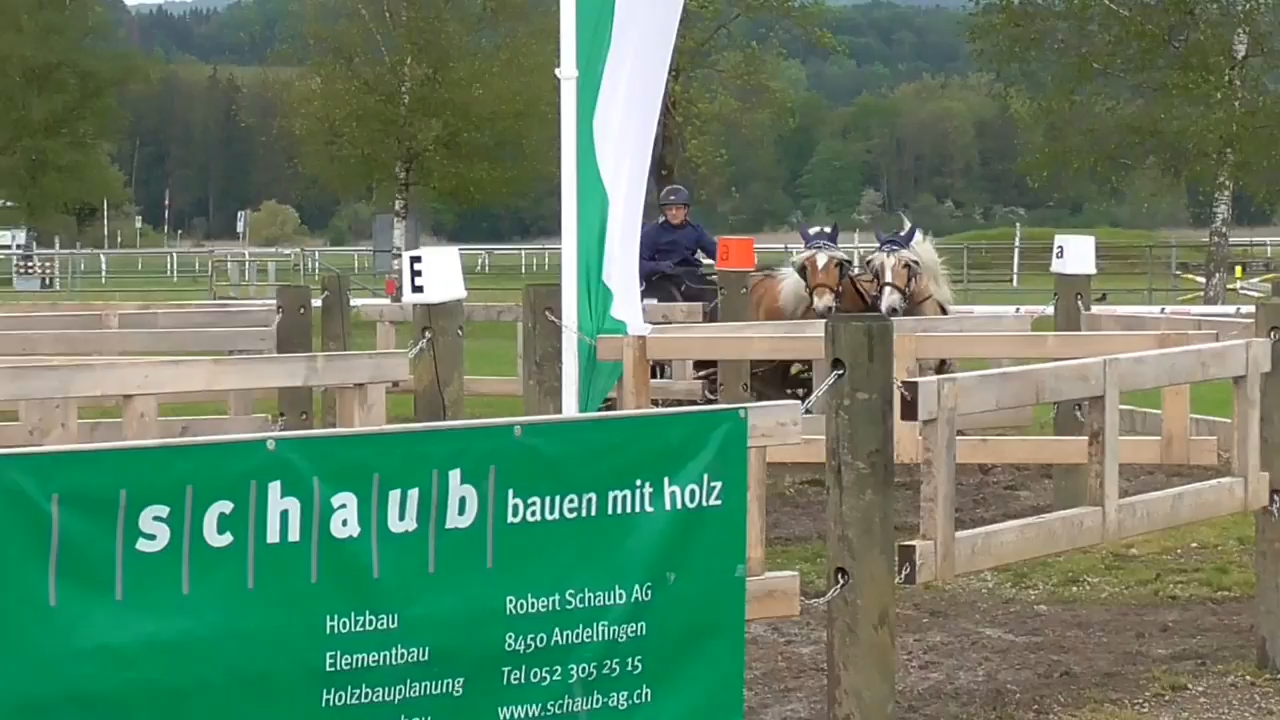 E
a
a
schaub bauen mit holz
Holzbau
Elementbau
Holzbauplanung
Robert Schaub AG
8450 Andelfingen
Tel 052 305 25 15
www.schaub-ag.ch